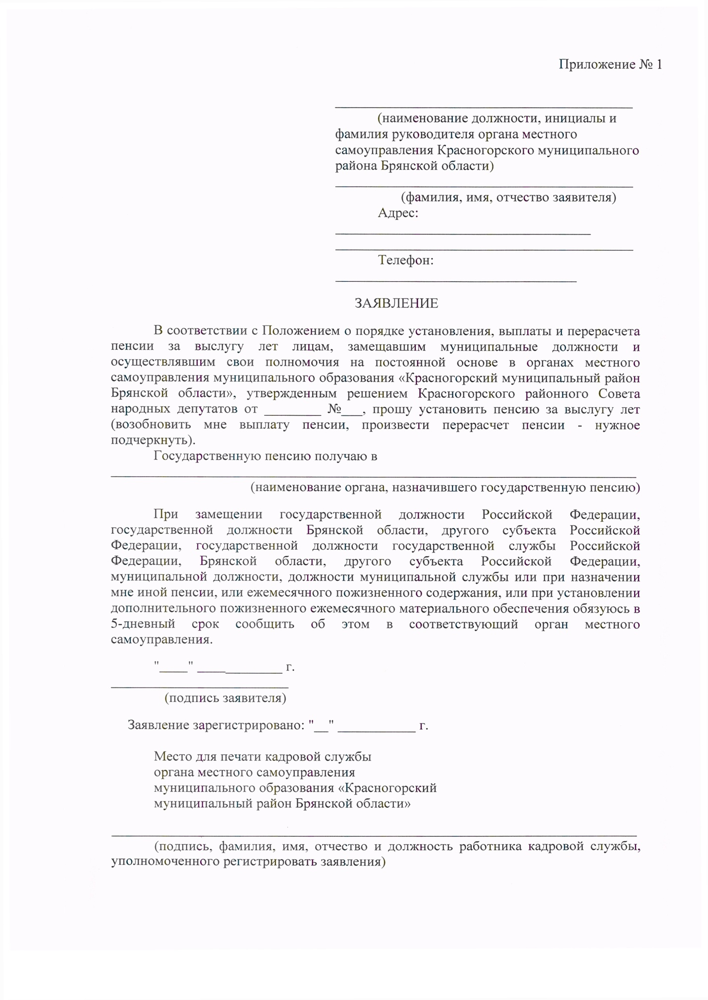 Приложение № 1
___________________________________________
(наименование должности, инициалы и
фамилия руководителя органа местного
самоуправления Красногорского муниципального
района Брянской области)
___________________________________________
(фамилия, имя, отчество заявителя)
Адрес:
_____________________________________
___________________________________________
Телефон:
___________________________________
ЗАЯВЛЕНИЕ
В соответствии с Положением о порядке установления, выплаты и перерасчета
пенсии за выслугу лет лицам, замещавшим муниципальные должности и
осуществлявшим свои полномочия на постоянной основе в органах местного
самоуправления муниципального образования «Красногорский муниципальный район
Брянской области», утвержденным решением Красногорского районного Совета
народных депутатов от ________ №___, прошу установить пенсию за выслугу лет
(возобновить мне выплату пенсии, произвести перерасчет пенсии - нужное
подчеркнуть).
Государственную пенсию получаю в
____________________________________________________________________________
(наименование органа, назначившего государственную пенсию)
При замещении государственной должности Российской Федерации,
государственной должности Брянской области, другого субъекта Российской
Федерации, государственной должности государственной службы Российской
Федерации, Брянской области, другого субъекта Российской Федерации,
муниципальной должности, должности муниципальной службы или при назначении
мне иной пенсии, или ежемесячного пожизненного содержания, или при установлении
дополнительного пожизненного ежемесячного материального обеспечения обязуюсь в
5-дневный срок сообщить об этом в соответствующий орган местного
самоуправления.
"____" ____________ г.
_________________________
(подпись заявителя)
Заявление зарегистрировано: "__" ___________ г.
Место для печати кадровой службы
органа местного самоуправления
муниципального образования «Красногорский
муниципальный район Брянской области»
____________________________________________________________________________
(подпись, фамилия, имя, отчество и должность работника кадровой службы,
уполномоченного регистрировать заявления)